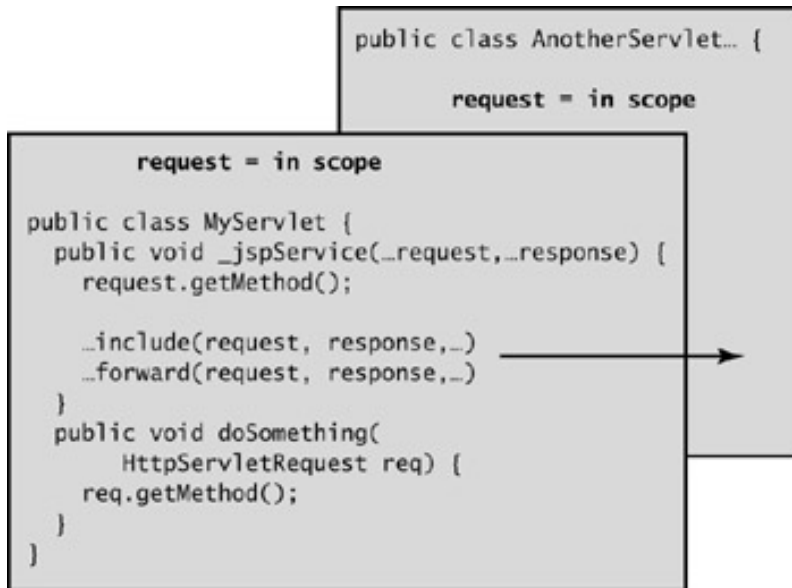 public class AnotherServlet… {
request = in scope
request = in scope
public class MyServlet {
public void _jspService(…request,…response) {
request.getMethod();
…include(request, response,…)
…forward(request, response,…)
}
public void doSomething(
HttpServletRequest req) {
req.getMethod();
}
}